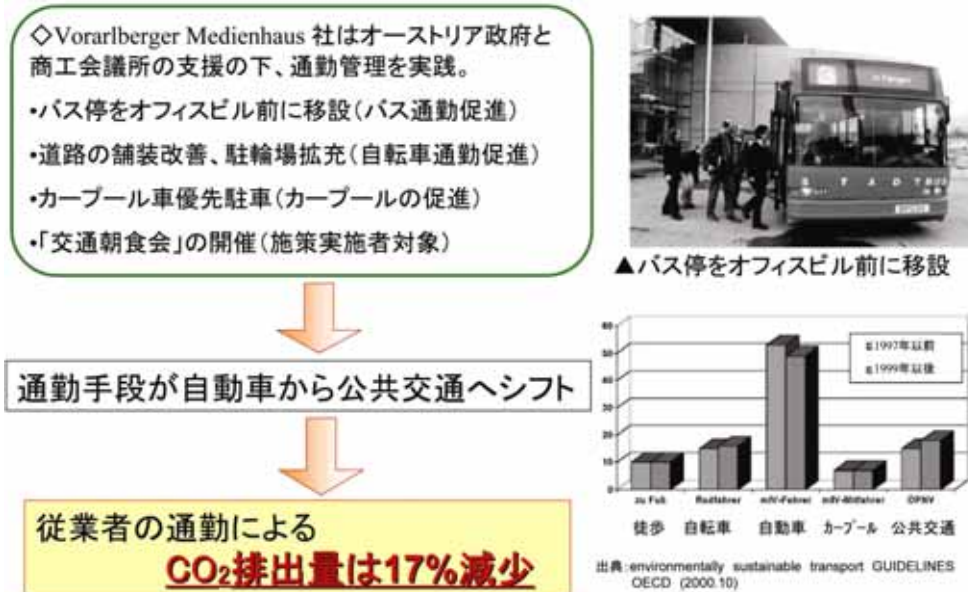 ◇Vorarlberger Medienhaus 社はオーストリア政府と
商工会議所の支援の下、通勤管理を実践。
•バス停をオフィスビル前に移設(バス通勤促進)
•道路の舗装改善、駐輪場拡充(自転車通勤促進)
•カープール車優先駐車(カープールの促進)
•「交通朝食会」の開催(施策実施者対象)
通勤手段が自動車から公共交通へシフト
従業者の通勤による
CO₂排出量は17%減少
STADTBUS
▲バス停をオフィスビル前に移設
60
50
40
30
20
10
0
1997年以前
1999年以後
zu Fuß Radfahrer mIV-Fahrer mIV-Mitfahrer ÖPNV
徒歩 自転車 自動車 カープール 公共交通
出典:environmentally sustainable transport GUIDELINES
OECD (2000.10)